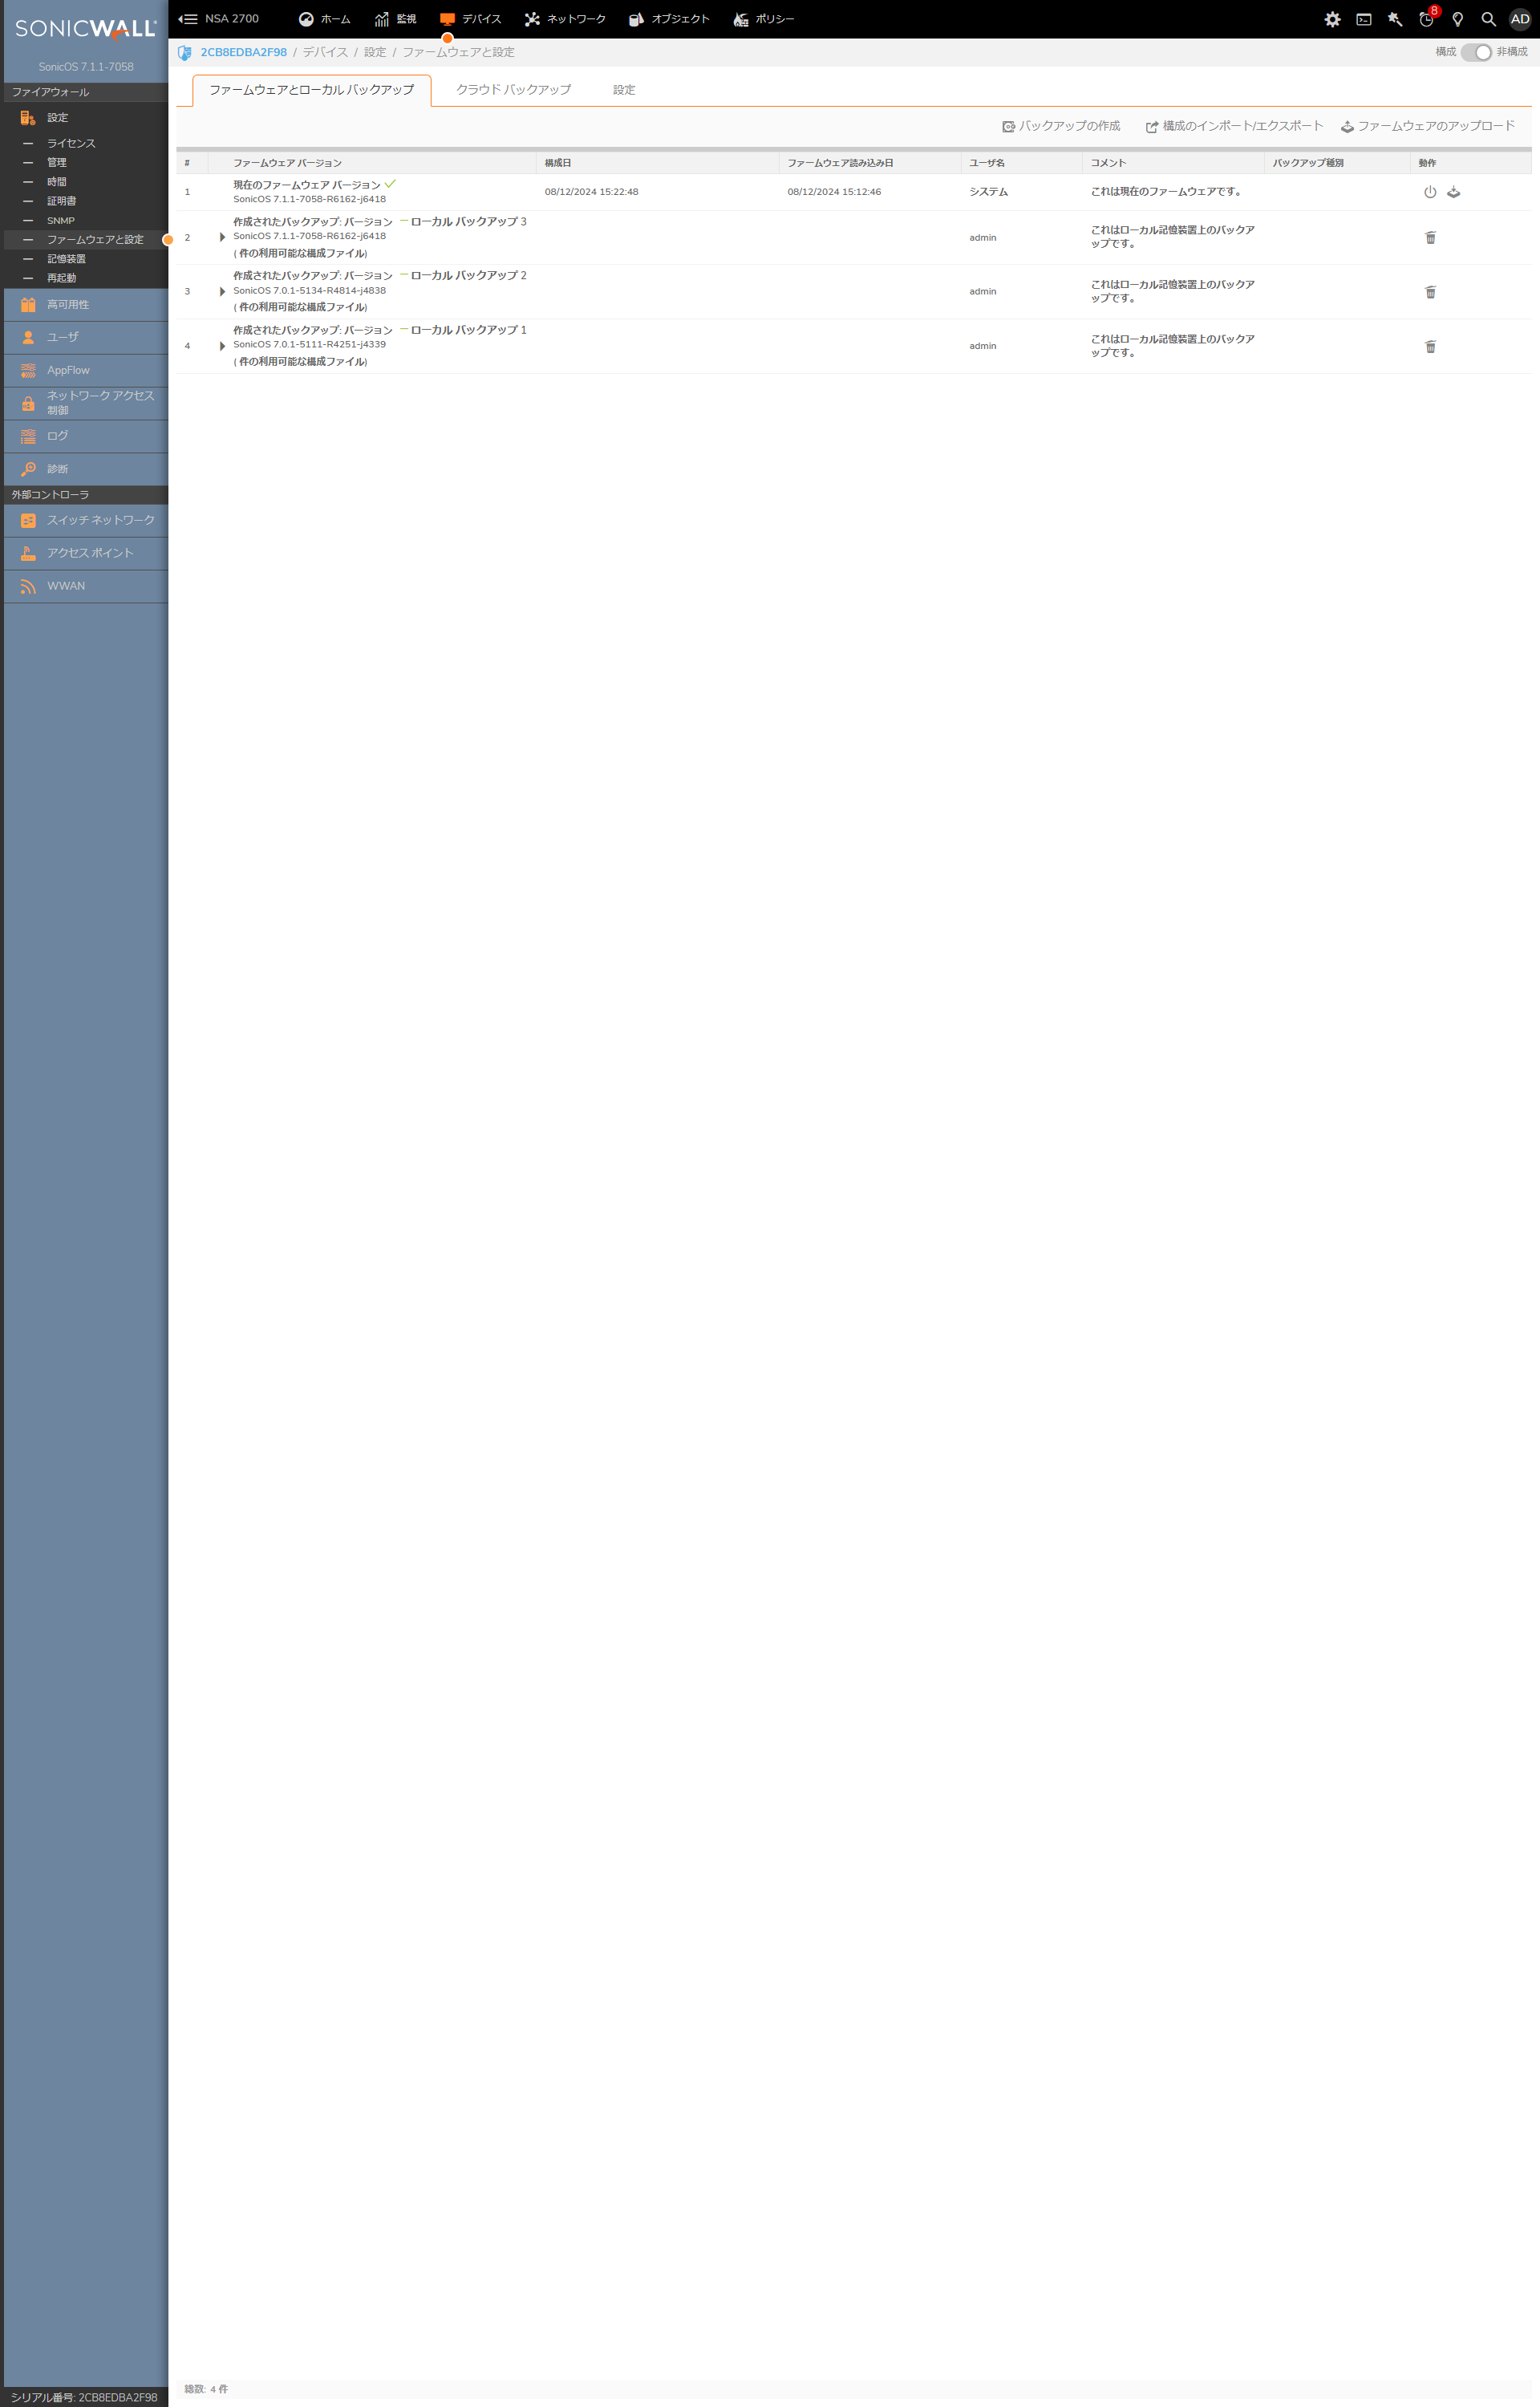 SONICWALL
SonicOS 7.1.1-7058
ファイアウォール
設定
ライセンス
管理
時間
証明書
SNMP
ファームウェアと設定
記憶装置
再起動
高可用性
ユーザ
AppFlow
ネットワーク アクセス
制御
ログ
診断
外部コントローラ
スイッチ ネットワーク
アクセス ポイント
WWAN
シリアル番号: 2CB8EDBA2F98
NSA 2700 ホーム 監視 デバイス ネットワーク オブジェクト ポリシー 8 AD
2CB8EDBA2F98 / デバイス / 設定 / ファームウェアと設定 構成 非構成
ファームウェアとローカル バックアップ クラウド バックアップ 設定
バックアップの作成 構成のインポート/エクスポート ファームウェアのアップロード
# ファームウェア バージョン 構成日 ファームウェア読み込み日 ユーザ名 コメント バックアップ種別 動作
1 現在のファームウェア バージョン 08/12/2024 15:22:48 08/12/2024 15:12:46 システム これは現在のファームウェアです。
SonicOS 7.1.1-7058-R6162-j6418
2 作成されたバックアップ: バージョン ローカル バックアップ 3 admin これはローカル記憶装置上のバックア
SonicOS 7.1.1-7058-R6162-j6418 ップです。
( 件の利用可能な構成ファイル)
3 作成されたバックアップ: バージョン ローカル バックアップ 2 admin これはローカル記憶装置上のバックア
SonicOS 7.0.1-5134-R4814-j4838 ップです。
( 件の利用可能な構成ファイル)
4 作成されたバックアップ: バージョン ローカル バックアップ 1 admin これはローカル記憶装置上のバックア
SonicOS 7.0.1-5111-R4251-j4339 ップです。
( 件の利用可能な構成ファイル)
総数: 4 件